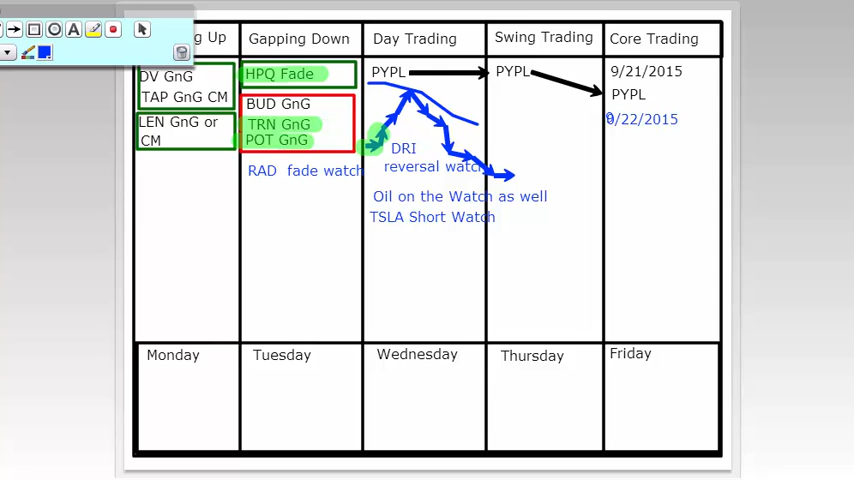 g Up
Gapping Down
Day Trading
Swing Trading
Core Trading
DV GnG
TAP GnG CM
LEN GnG or
CM
HPQ Fade
BUD GnG
TRN GnG
POT GnG
RAD fade watch
PYPL
DRI
reversal watch
Oil on the Watch as well
TSLA Short Watch
PYPL
9/21/2015
PYPL
9/22/2015
Monday
Tuesday
Wednesday
Thursday
Friday
A